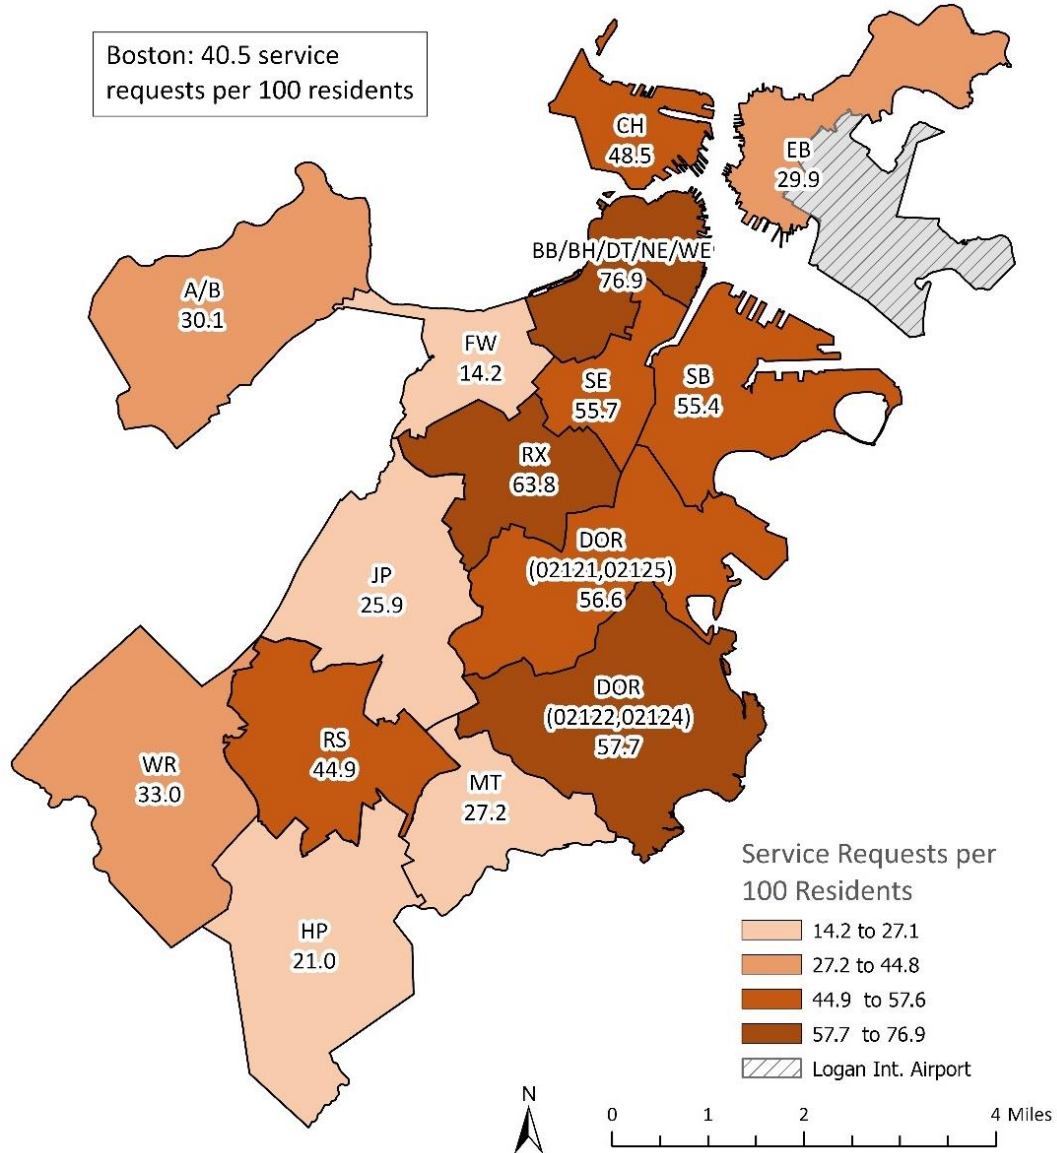 Boston: 40.5 service
requests per 100 residents
CH
48.5
EB
29.9
BB/BH/DT/NE/WE
76.9
A/B
30.1
FW
14.2
SE
55.7
SB
55.4
RX
63.8
DOR
(02121,02125)
56.6
JP
25.9
DOR
(02122,02124)
57.7
RS
44.9
WR
33.0
MT
27.2
HP
21.0
Service Requests per
100 Residents
14.2 to 27.1
27.2 to 44.8
44.9 to 57.6
57.7 to 76.9
Logan Int. Airport
N
0 1 2 4 Miles